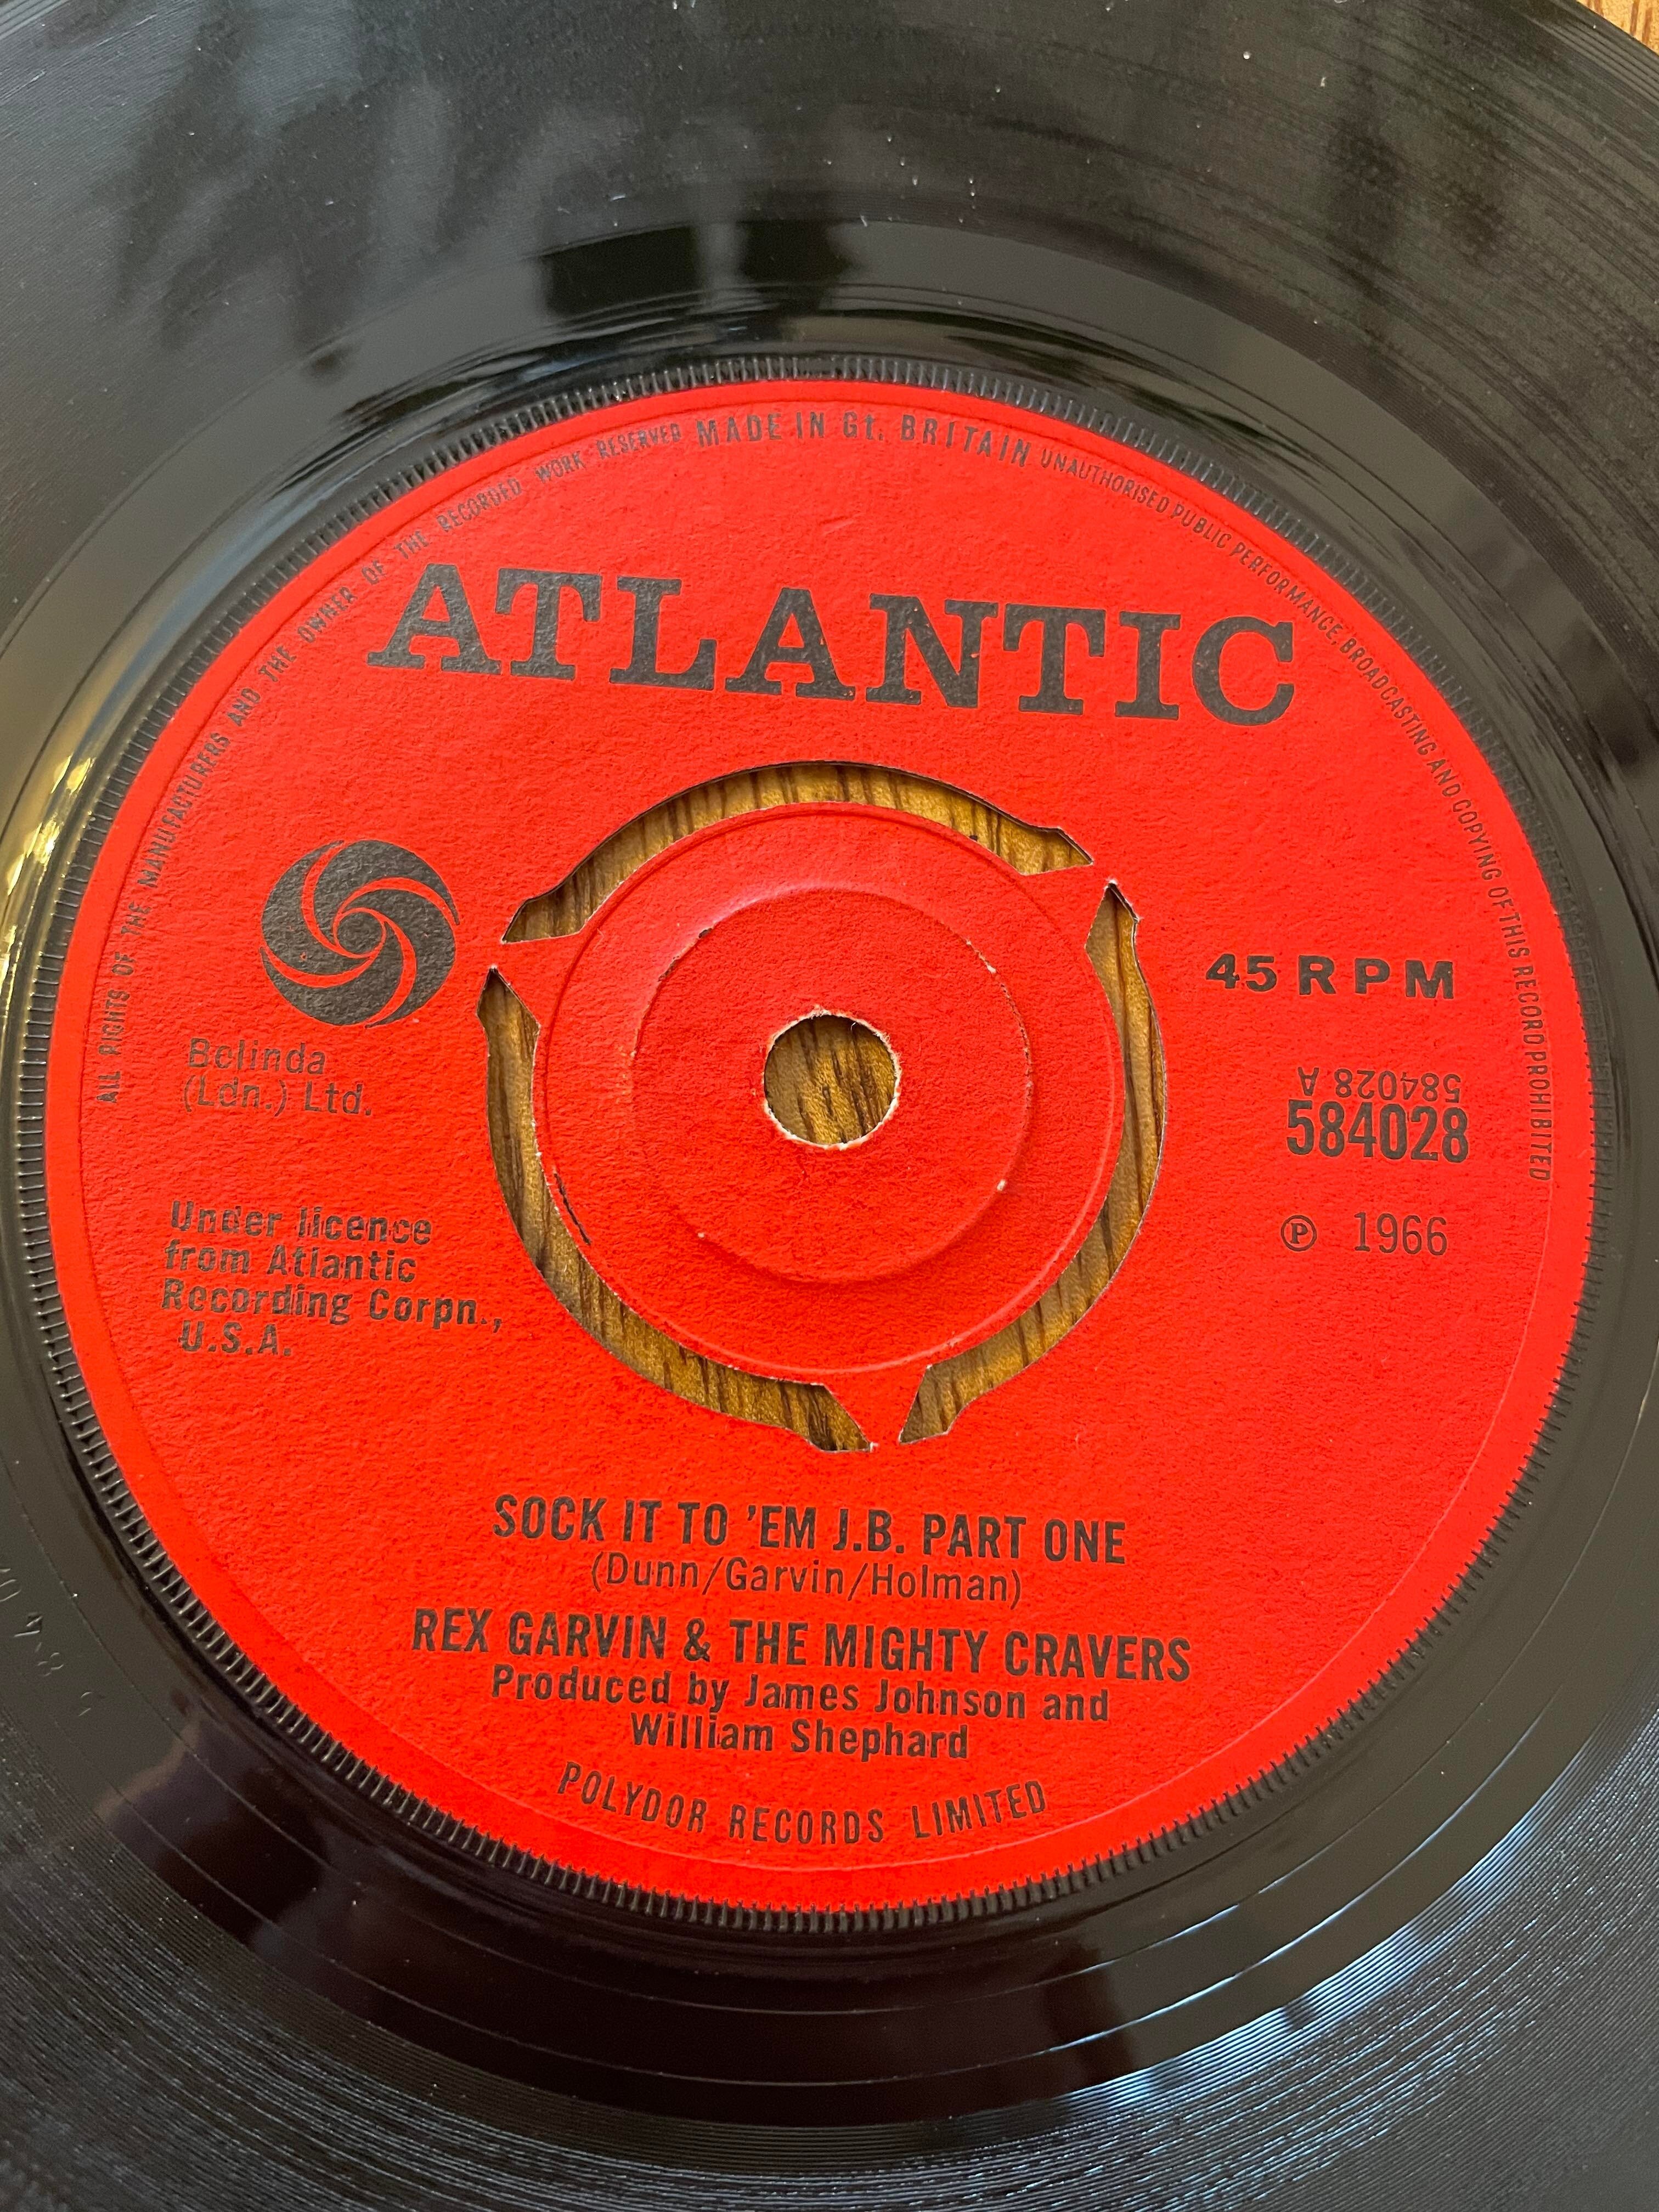 ALL RIGHTS OF THE MANUFACTURERS AND THE OWNER OF THE RECORDED WORK RESERVED MADE IN Gt. BRITAIN UNAUTHORISED PUBLIC PERFORMANCE BROADCASTING AND COPYING OF THIS RECORD PROHIBITED
ATLANTIC
45 RPM
Belinda
(Ldn.) Ltd.
584028 A
584028
Under licence
from Atlantic
Recording Corpn.,
U.S.A.
℗ 1966
SOCK IT TO 'EM J.B. PART ONE
(Dunn/Garvin/Holman)
REX GARVIN & THE MIGHTY CRAVERS
Produced by James Johnson and
William Shephard
POLYDOR RECORDS LIMITED